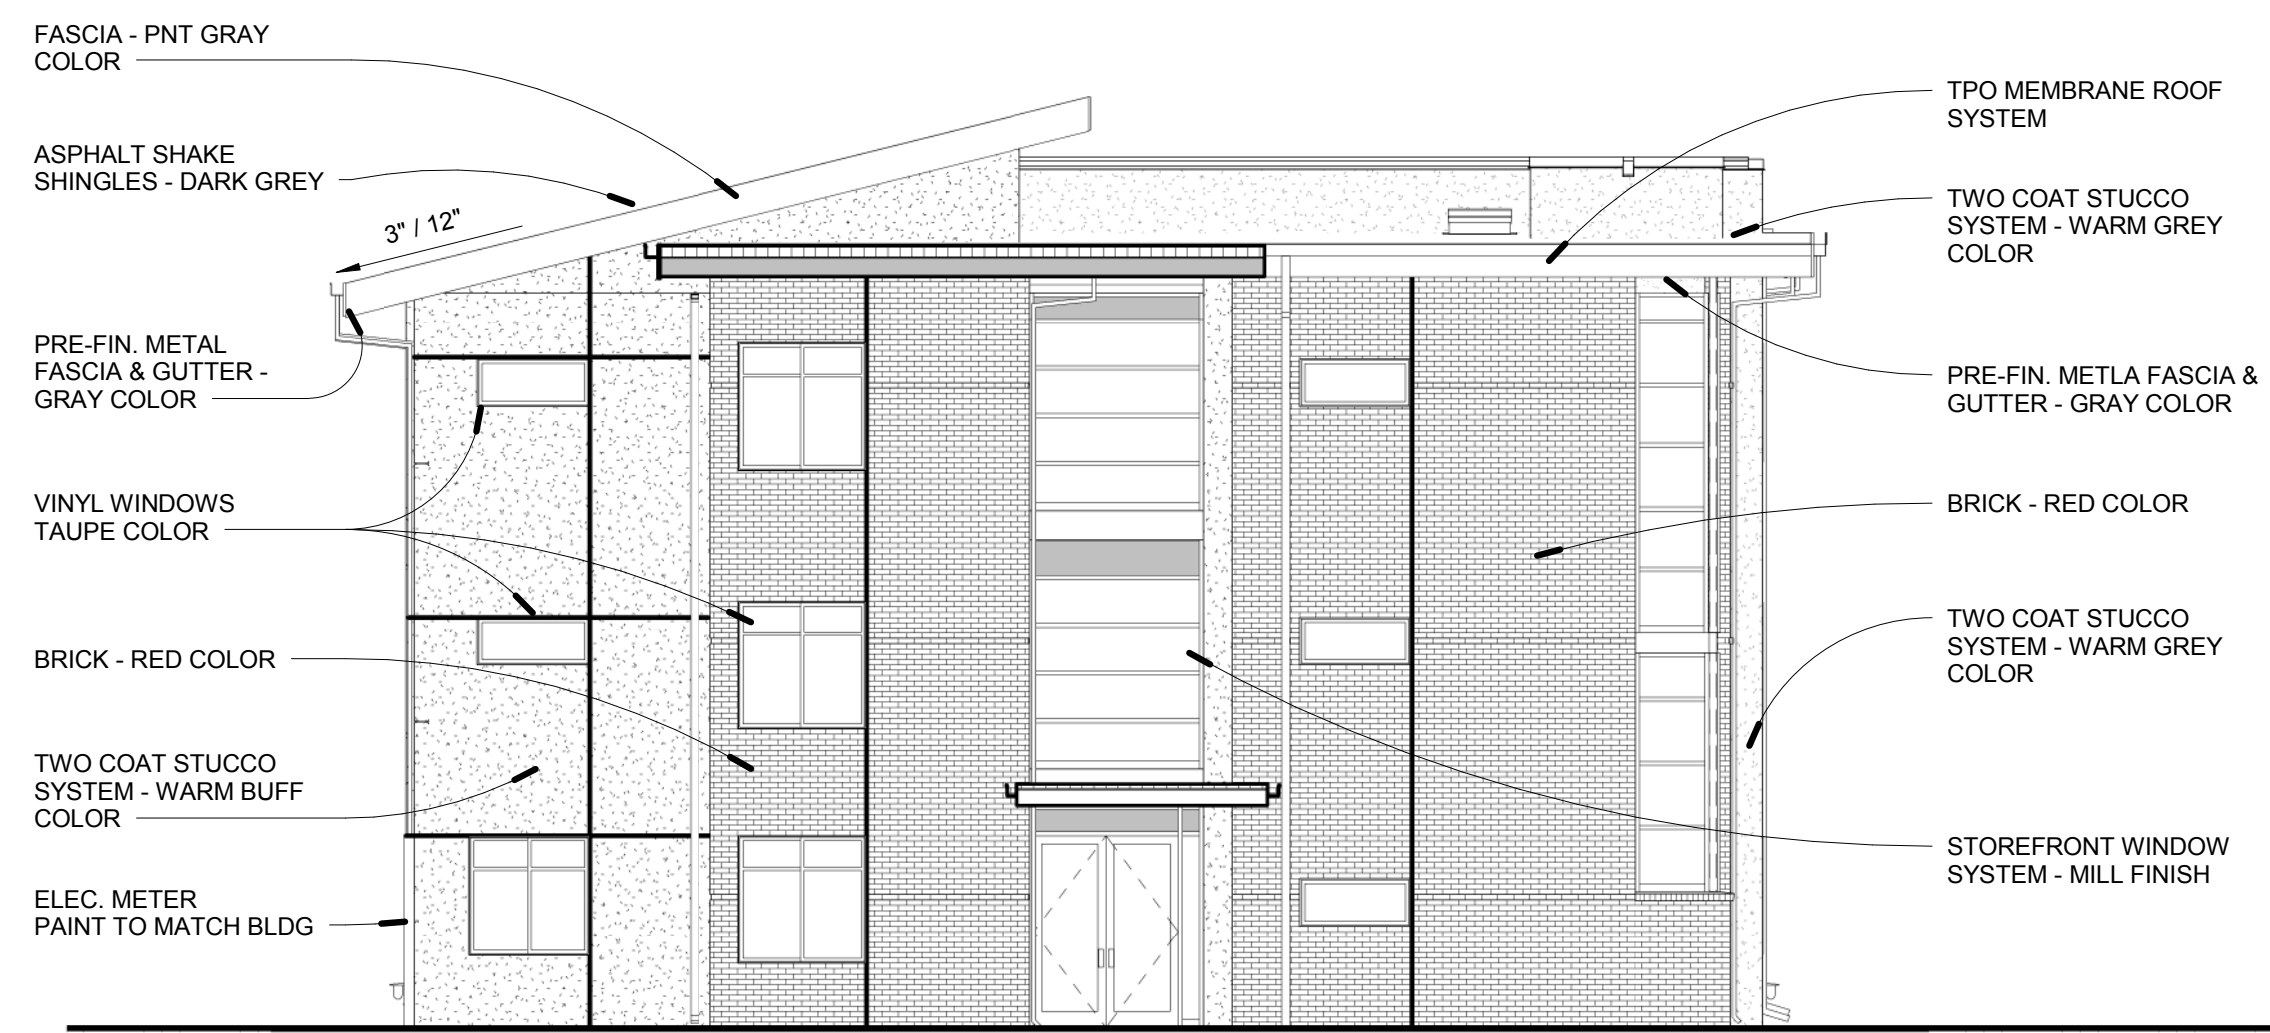 FASCIA - PNT GRAY
COLOR
ASPHALT SHAKE
SHINGLES - DARK GREY
3" / 12"
PRE-FIN. METAL
FASCIA & GUTTER -
GRAY COLOR
VINYL WINDOWS
TAUPE COLOR
BRICK - RED COLOR
TWO COAT STUCCO
SYSTEM - WARM BUFF
COLOR
ELEC. METER
PAINT TO MATCH BLDG
TPO MEMBRANE ROOF
SYSTEM
TWO COAT STUCCO
SYSTEM - WARM GREY
COLOR
PRE-FIN. METLA FASCIA &
GUTTER - GRAY COLOR
BRICK - RED COLOR
TWO COAT STUCCO
SYSTEM - WARM GREY
COLOR
STOREFRONT WINDOW
SYSTEM - MILL FINISH